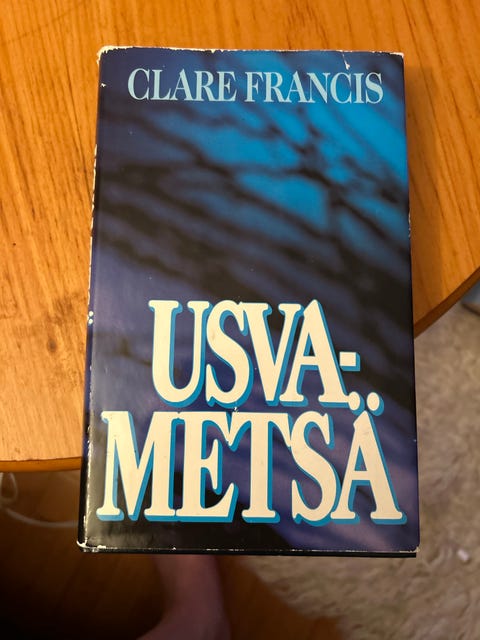 CLARE FRANCIS
USVA-
METSÄ